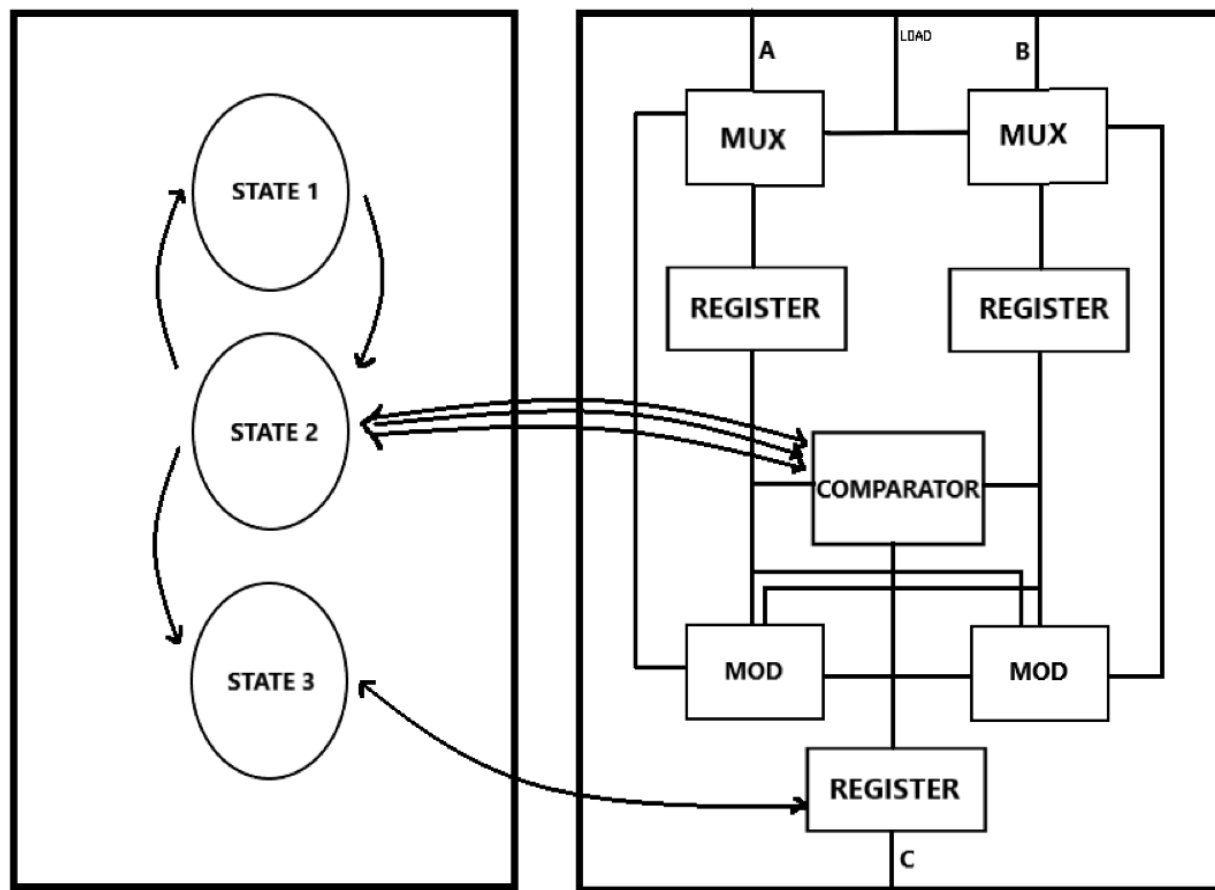 STATE 1
STATE 2
STATE 3
A
LOAD
B
MUX
MUX
REGISTER
REGISTER
COMPARATOR
MOD
MOD
REGISTER
C